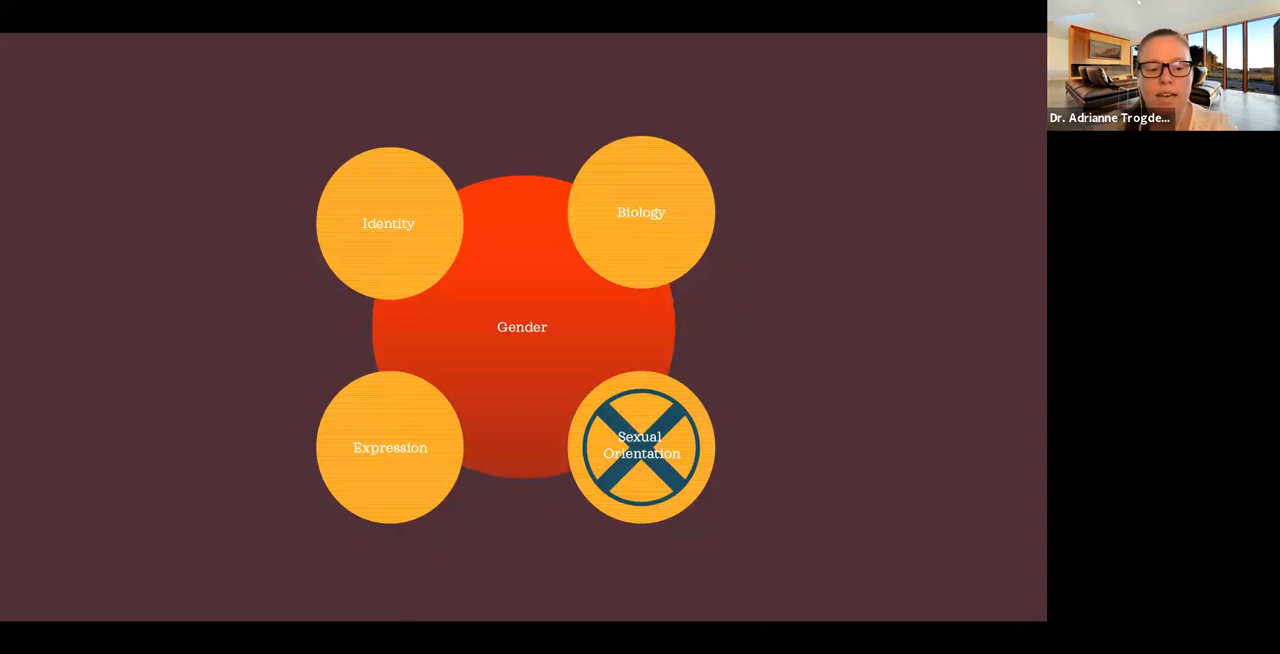 Identity
Biology
Gender
Expression
Sexual
Orientation
Dr. Adrianne Trogde...